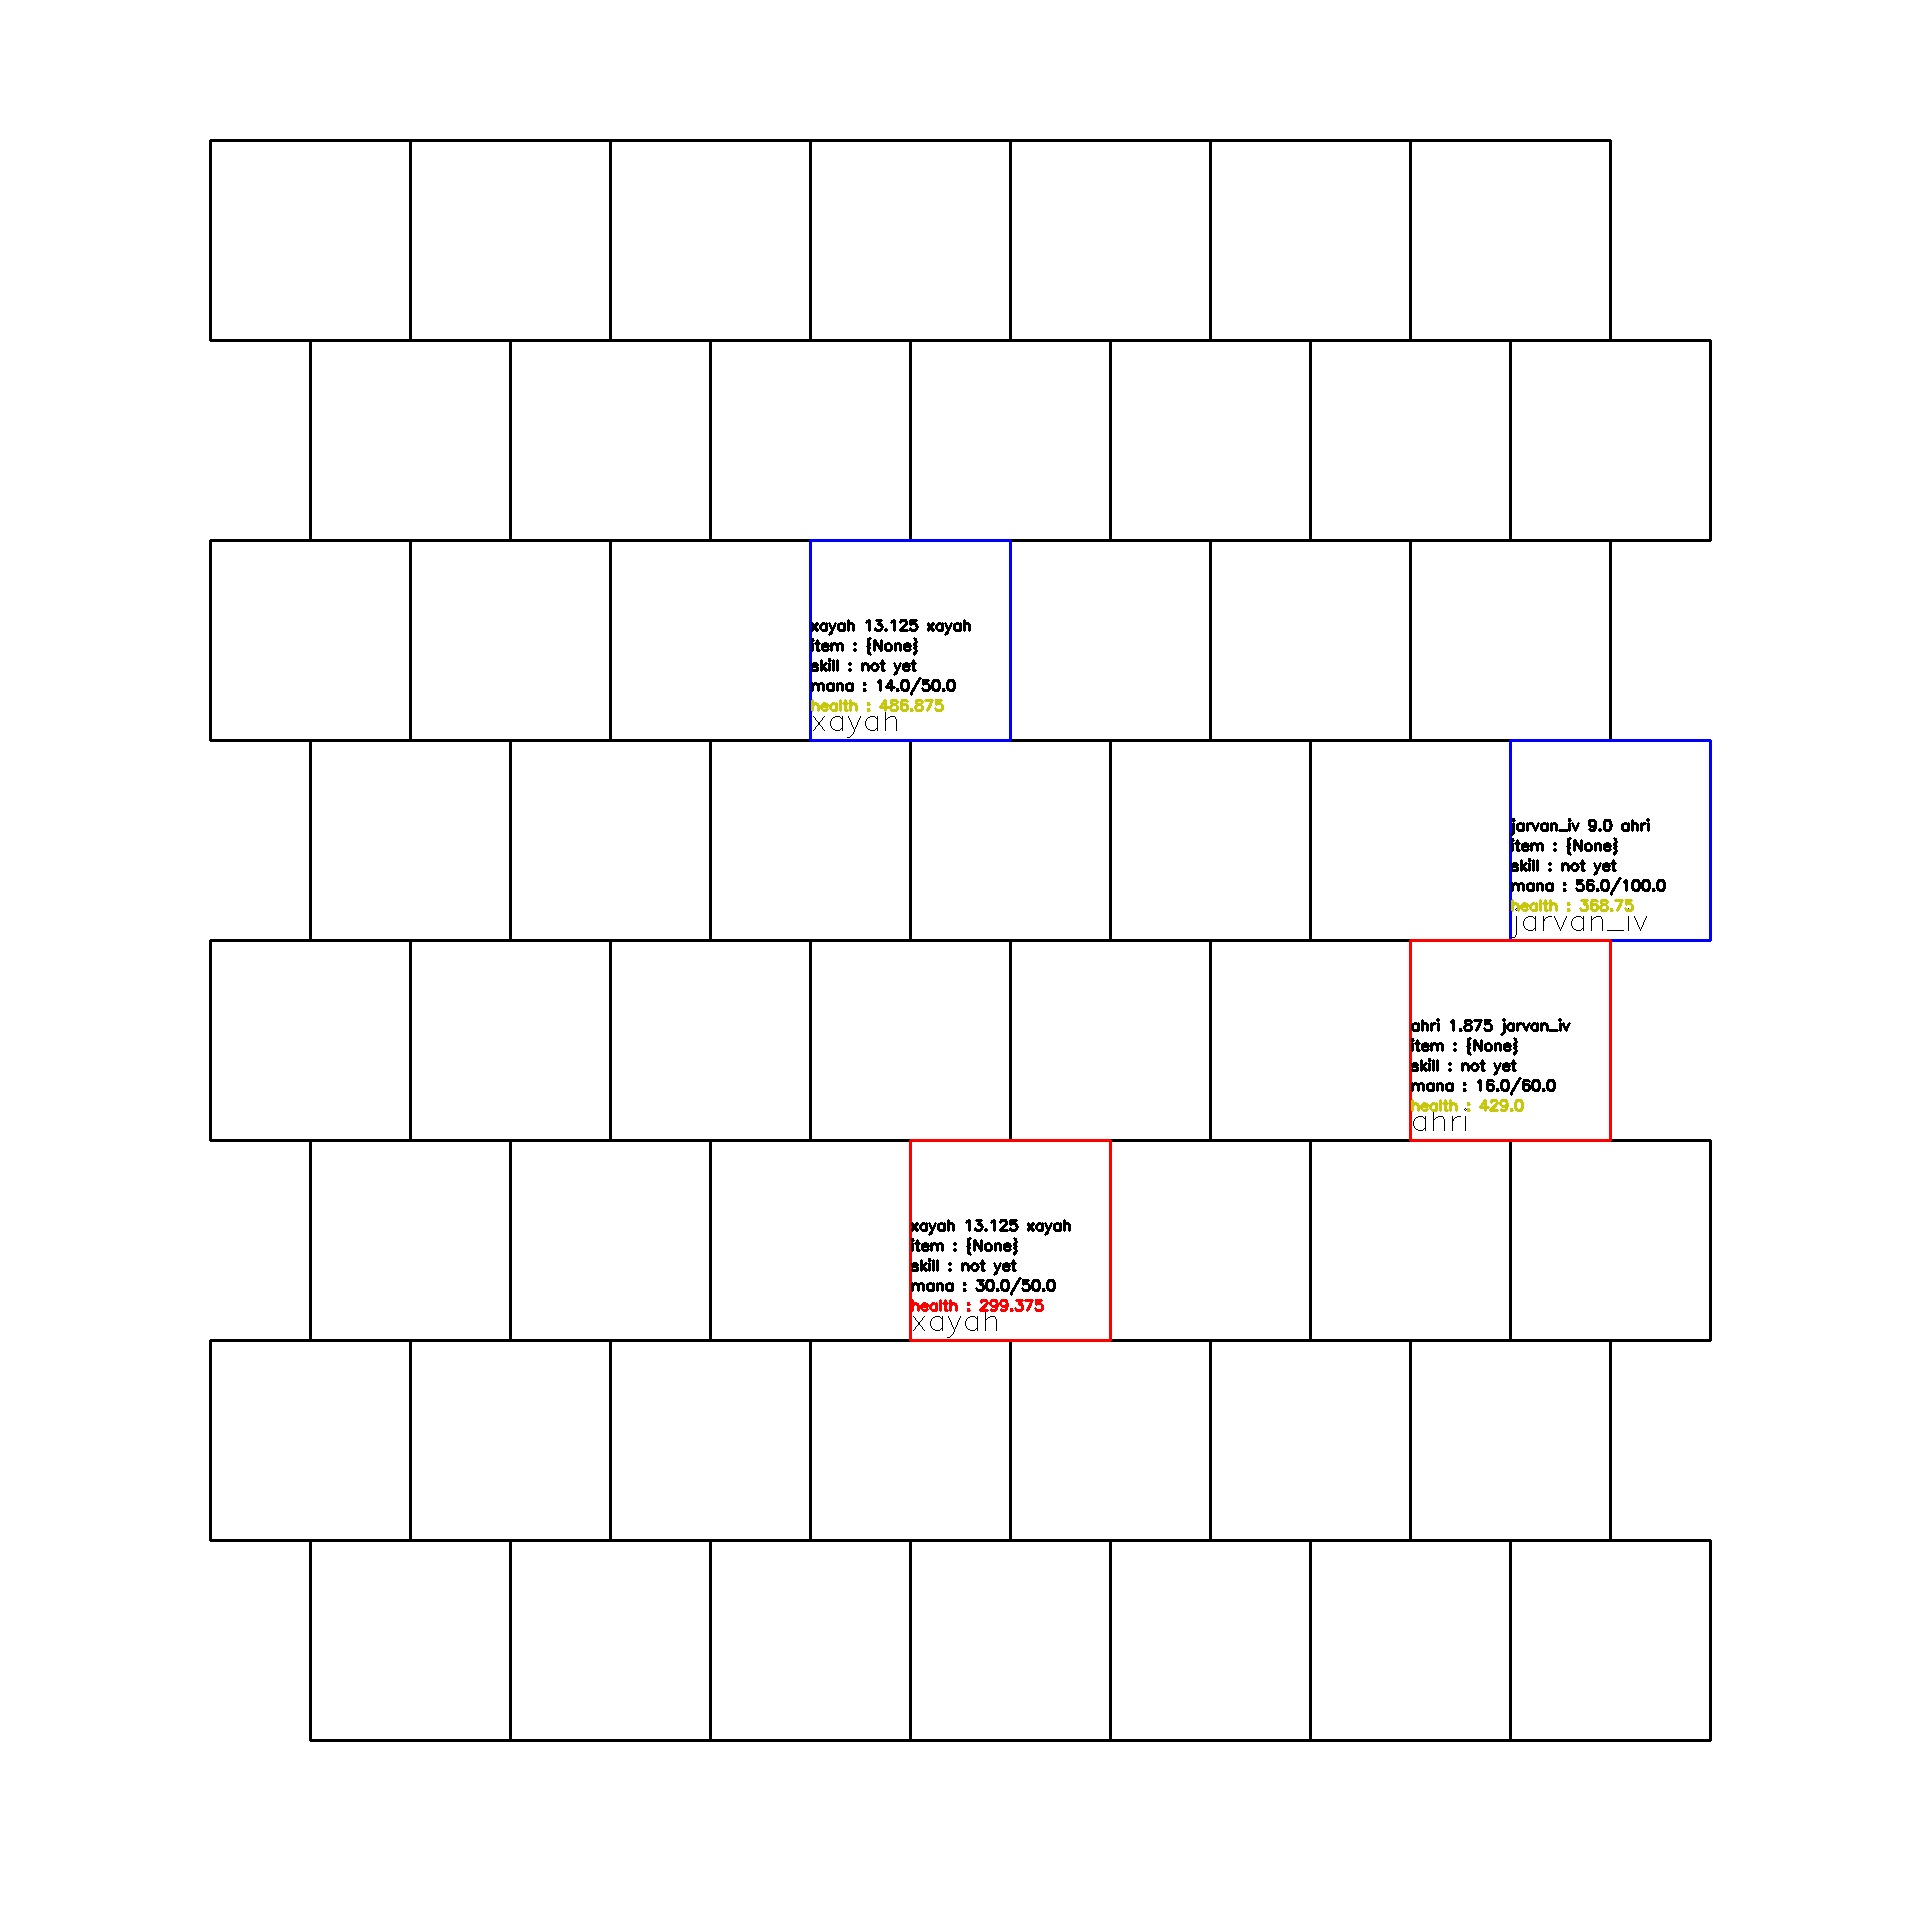 xayah 13.125 xayah
item : {None}
skill : not yet
mana : 14.0/50.0
health : 486.875
xayah
jarvan_iv 9.0 ahri
item : {None}
skill : not yet
mana : 56.0/100.0
health : 368.75
jarvan_iv
ahri 1.875 jarvan_iv
item : {None}
skill : not yet
mana : 16.0/60.0
health : 429.0
ahri
xayah 13.125 xayah
item : {None}
skill : not yet
mana : 30.0/50.0
health : 299.375
xayah